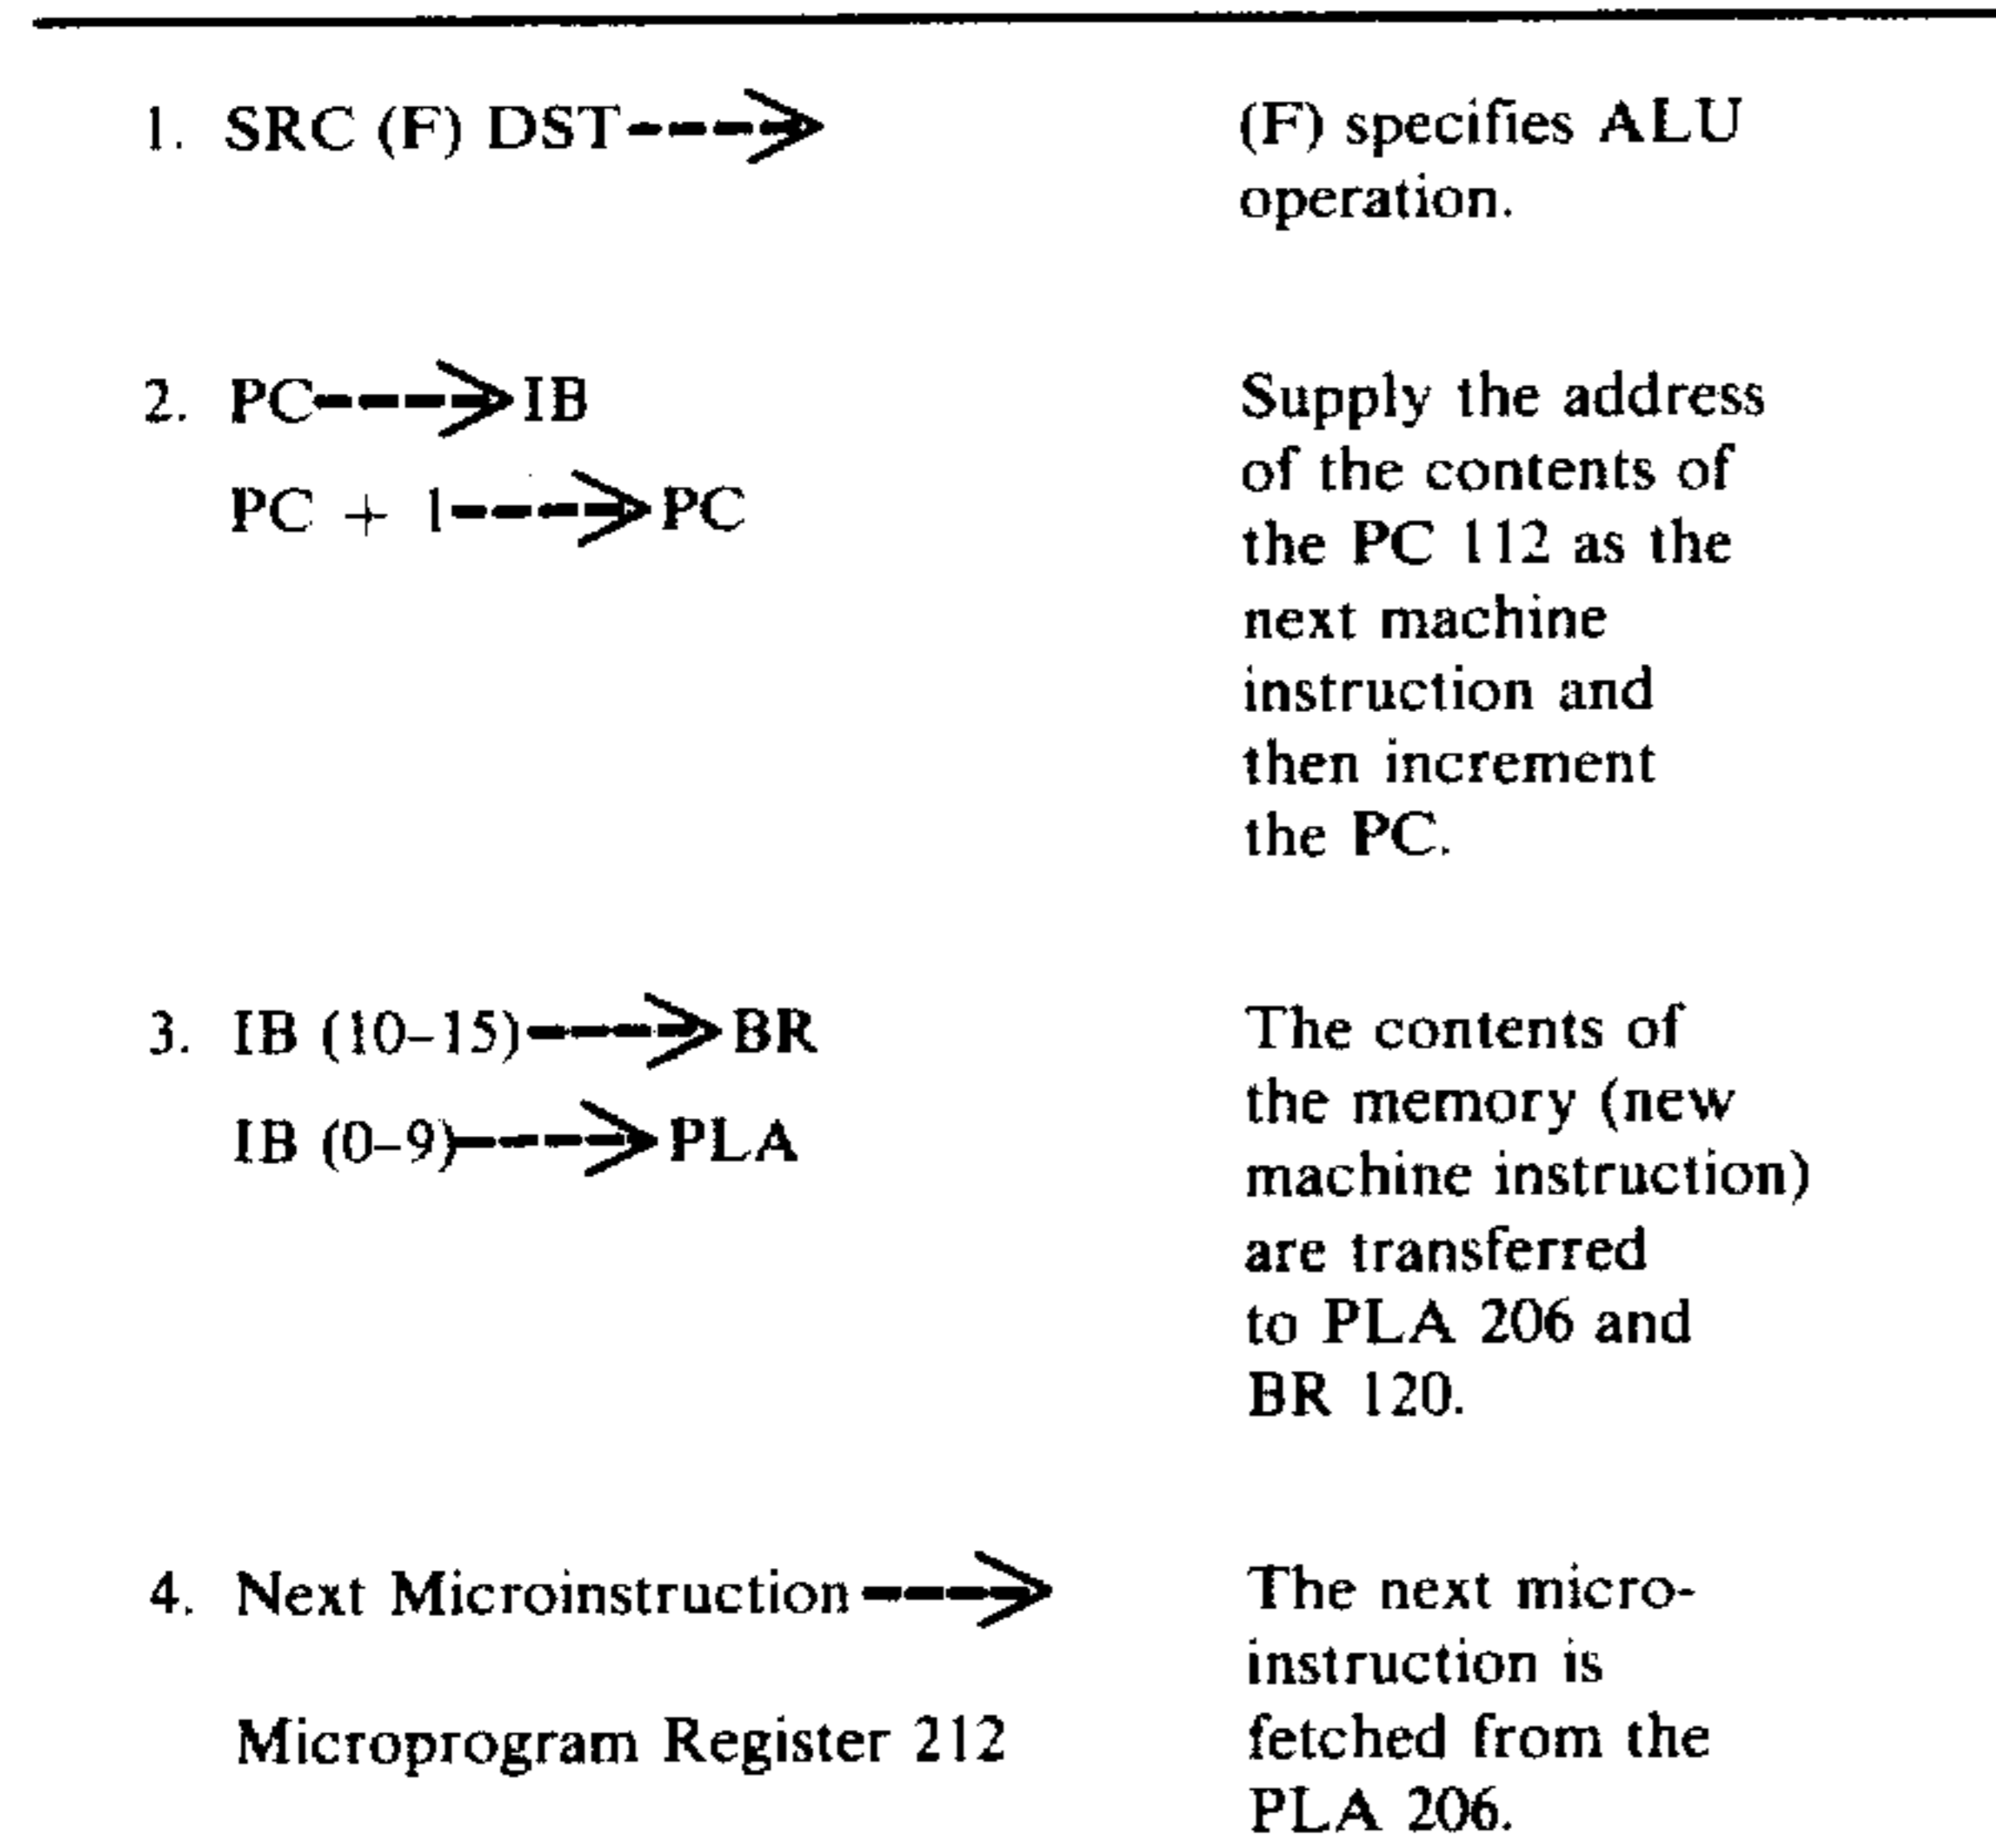 1. SRC (F) DST---->
(F) specifies ALU
operation.
2. PC---->IB
PC + 1---->PC
Supply the address
of the contents of
the PC 112 as the
next machine
instruction and
then increment
the PC.
3. IB (10–15)---->BR
IB (0–9)---->PLA
The contents of
the memory (new
machine instruction)
are transferred
to PLA 206 and
BR 120.
4. Next Microinstruction---->
Microprogram Register 212
The next micro-
instruction is
fetched from the
PLA 206.